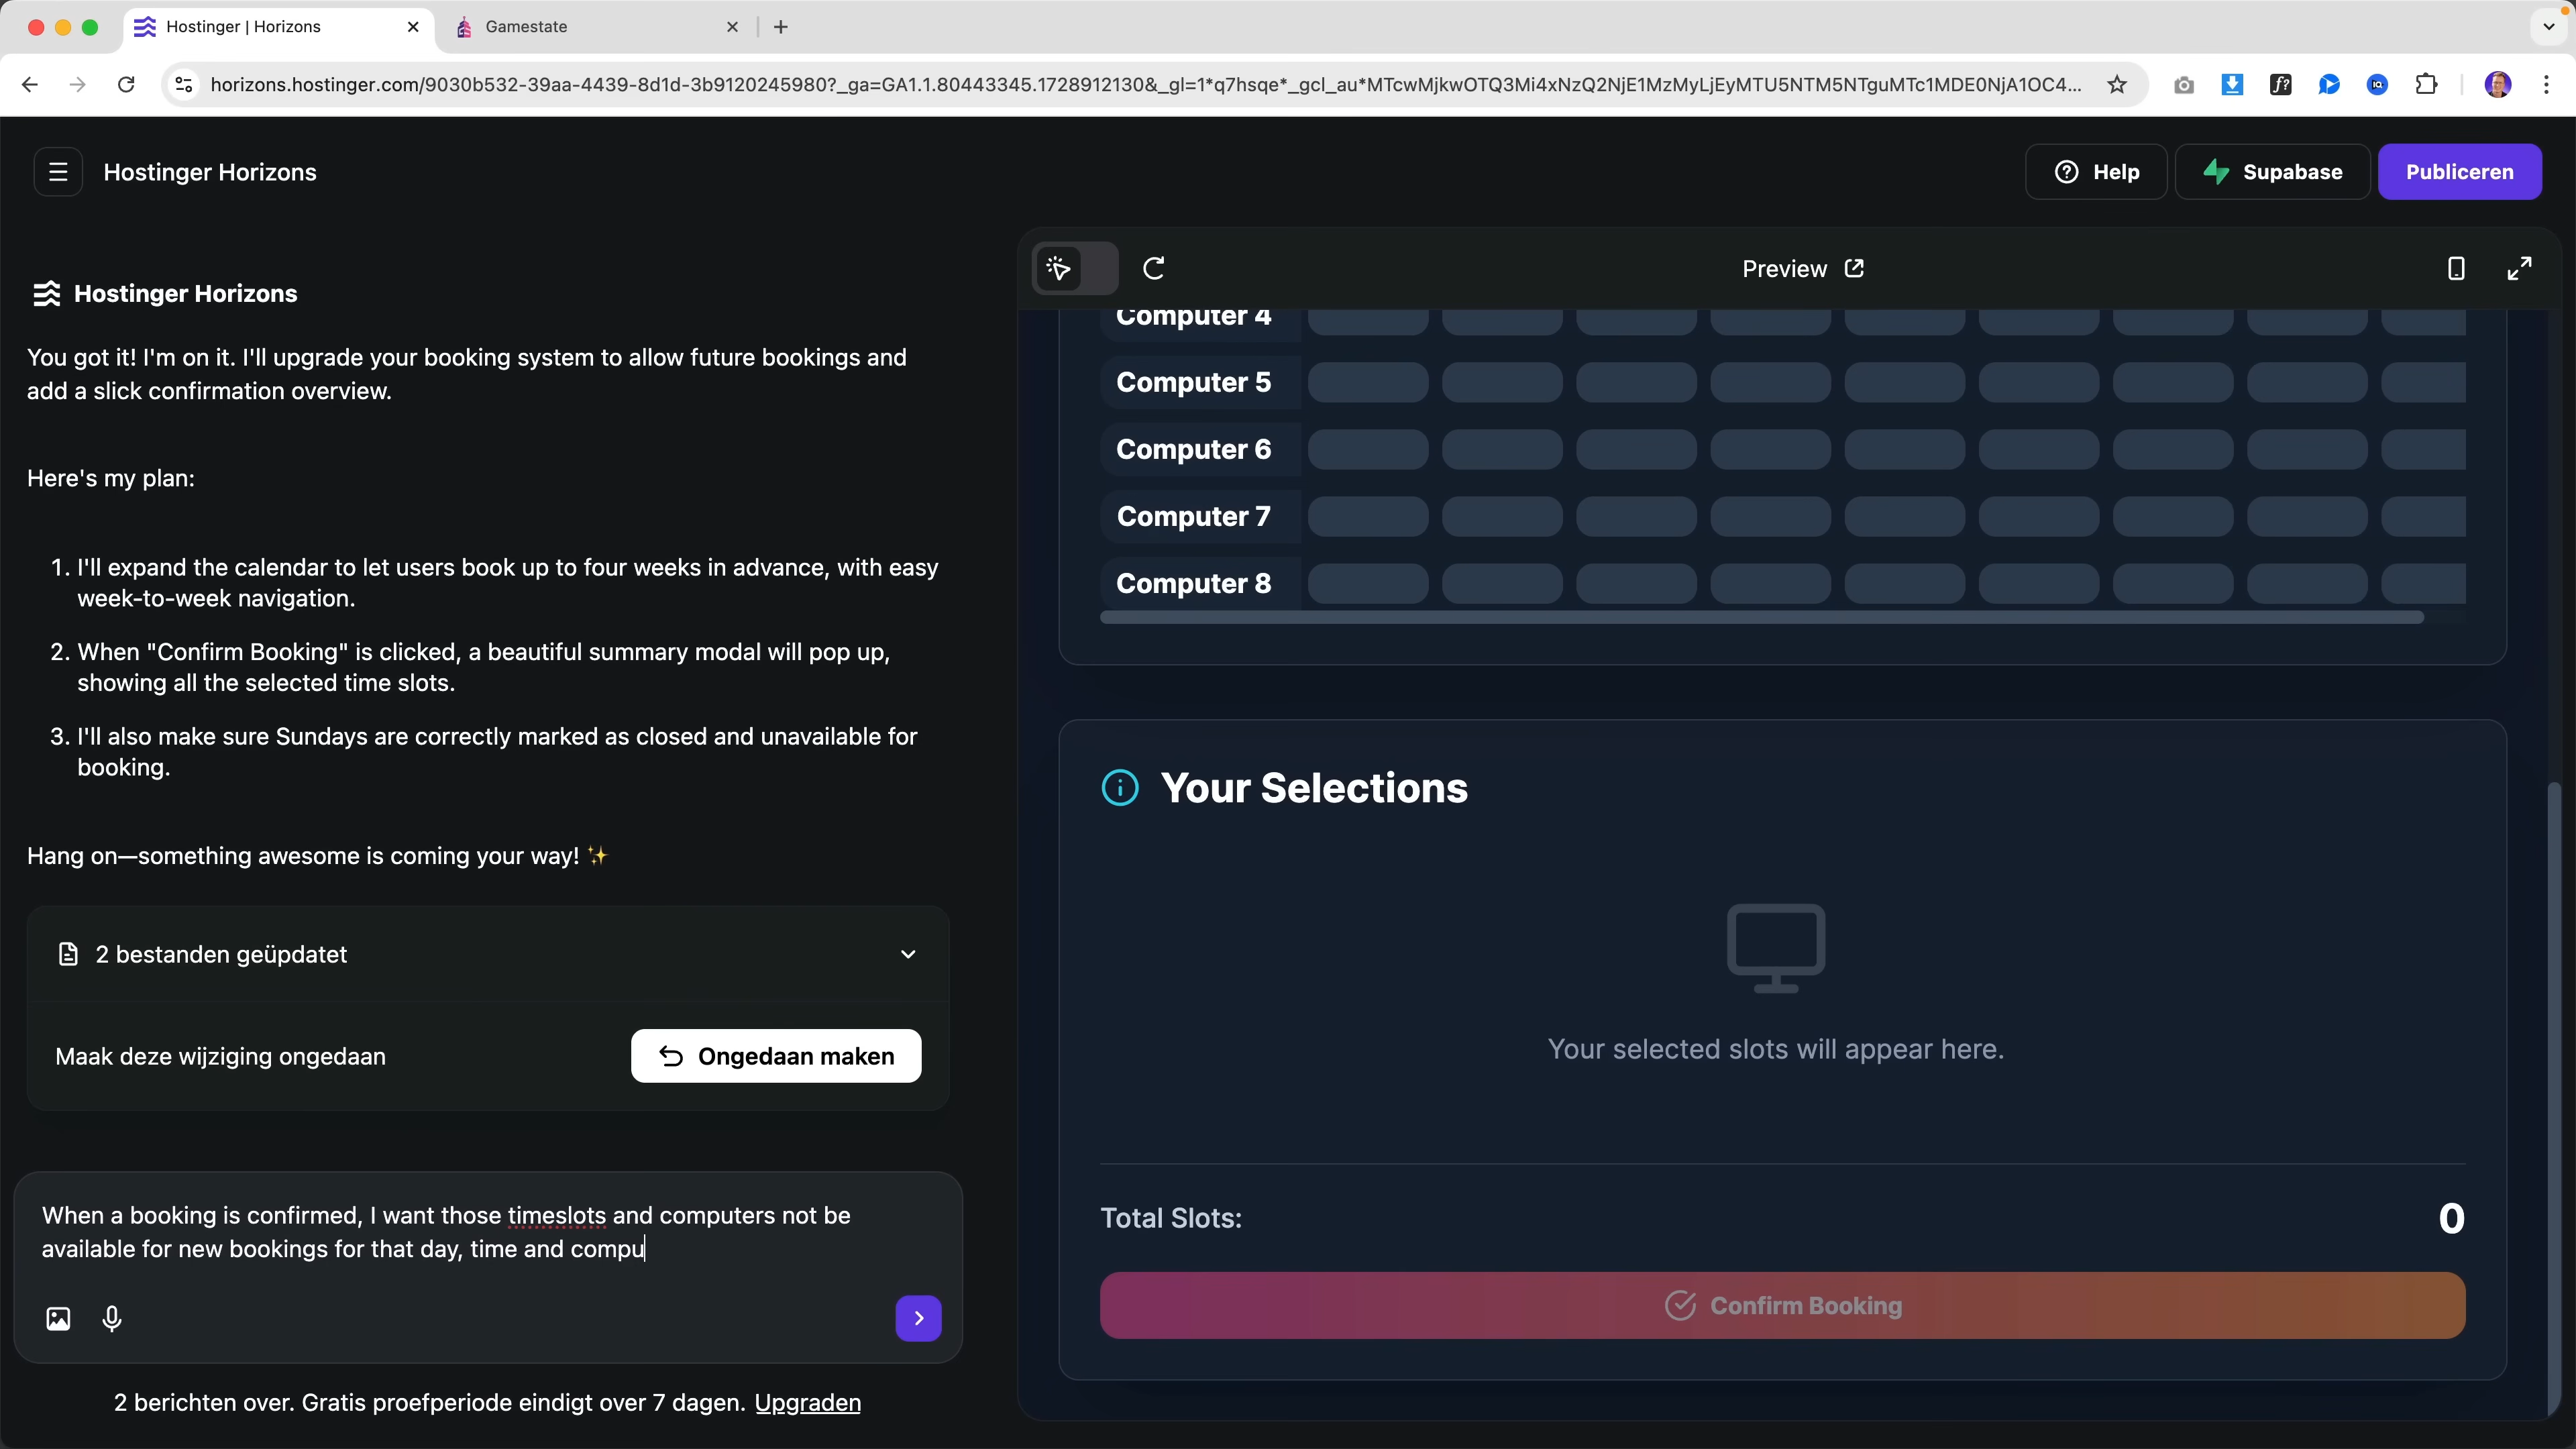 Hostinger | Horizons
Gamestate
horizons.hostinger.com/9030b532-39aa-4439-8d1d-3b9120245980?_ga=GA1.1.80443345.1728912130&_gl=1*q7hsqe*_gcl_au*MTcwMjkwOTQ3Mi4xNzQ2NjE1MzMyLjEyMTU5NTM5NTguMTc1MDE0NjA1OC4...
Hostinger Horizons
Help
Supabase
Publiceren
Hostinger Horizons
You got it! I'm on it. I'll upgrade your booking system to allow future bookings and
add a slick confirmation overview.
Here's my plan:
1. I'll expand the calendar to let users book up to four weeks in advance, with easy
week-to-week navigation.
2. When "Confirm Booking" is clicked, a beautiful summary modal will pop up,
showing all the selected time slots.
3. I'll also make sure Sundays are correctly marked as closed and unavailable for
booking.
Hang on—something awesome is coming your way! ✨
2 bestanden geüpdatet
Maak deze wijziging ongedaan
Ongedaan maken
When a booking is confirmed, I want those timeslots and computers not be
available for new bookings for that day, time and compu
2 berichten over. Gratis proefperiode eindigt over 7 dagen. Upgraden
Preview
Computer 4
Computer 5
Computer 6
Computer 7
Computer 8
Your Selections
Your selected slots will appear here.
Total Slots:
0
Confirm Booking